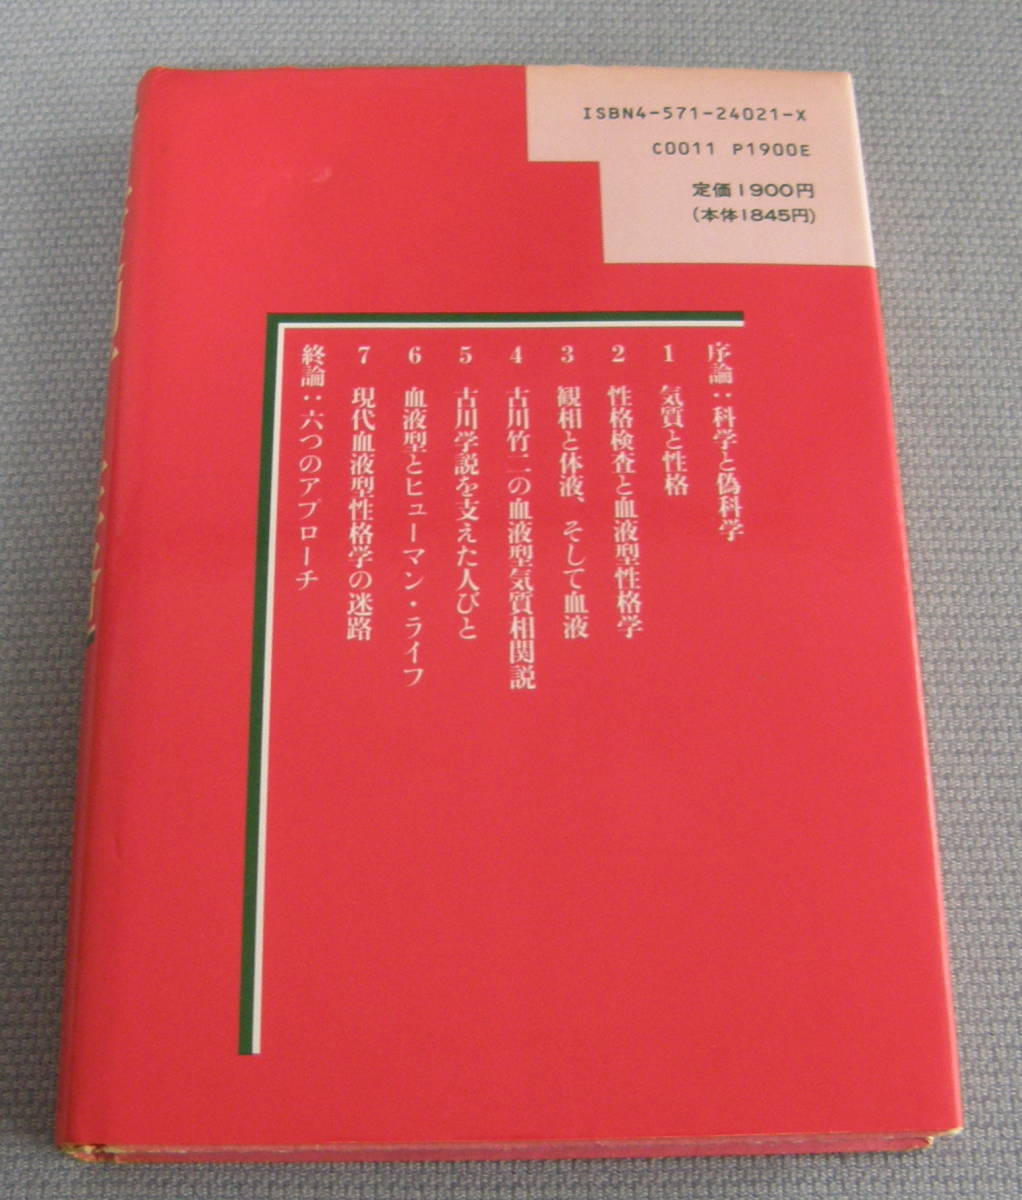 ISBN4-571-24021-X
C0011 P1900E
定価1900円
(本体1845円)
序論：科学と偽科学
1 気質と性格
2 性格検査と血液型性格学
3 観相と体液、そして血液
4 古川竹二の血液型気質相関説
5 古川学説を支えた人びと
6 血液型とヒューマン・ライフ
7 現代血液型性格学の迷路
終論：六つのアプローチ